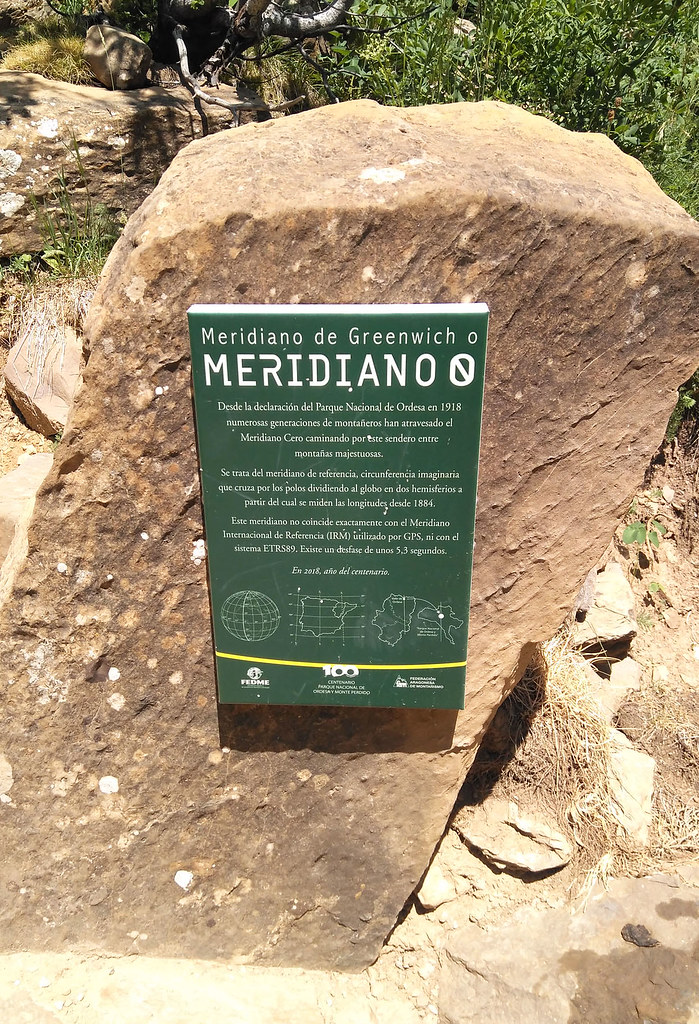 Meridiano de Greenwich o
MERIDIANO 0
Desde la declaración del Parque Nacional de Ordesa en 1918
numerosas generaciones de montañeros han atravesado el
Meridiano Cero caminando por este sendero entre
montañas majestuosas.
Se trata del meridiano de referencia, circunferencia imaginaria
que cruza por los polos dividiendo al globo en dos hemisferios a
partir del cual se miden las longitudes desde 1884.
Este meridiano no coincide exactamente con el Meridiano
Internacional de Referencia (IRM) utilizado por GPS, ni con el
sistema ETRS89. Existe un desfase de unos 5,3 segundos.
En 2018, año del centenario.
FEDME
100
CENTENARIO
PARQUE NACIONAL DE
ORDESA Y MONTE PERDIDO
FEDERACIÓN
ARAGONESA
DE MONTAÑISMO